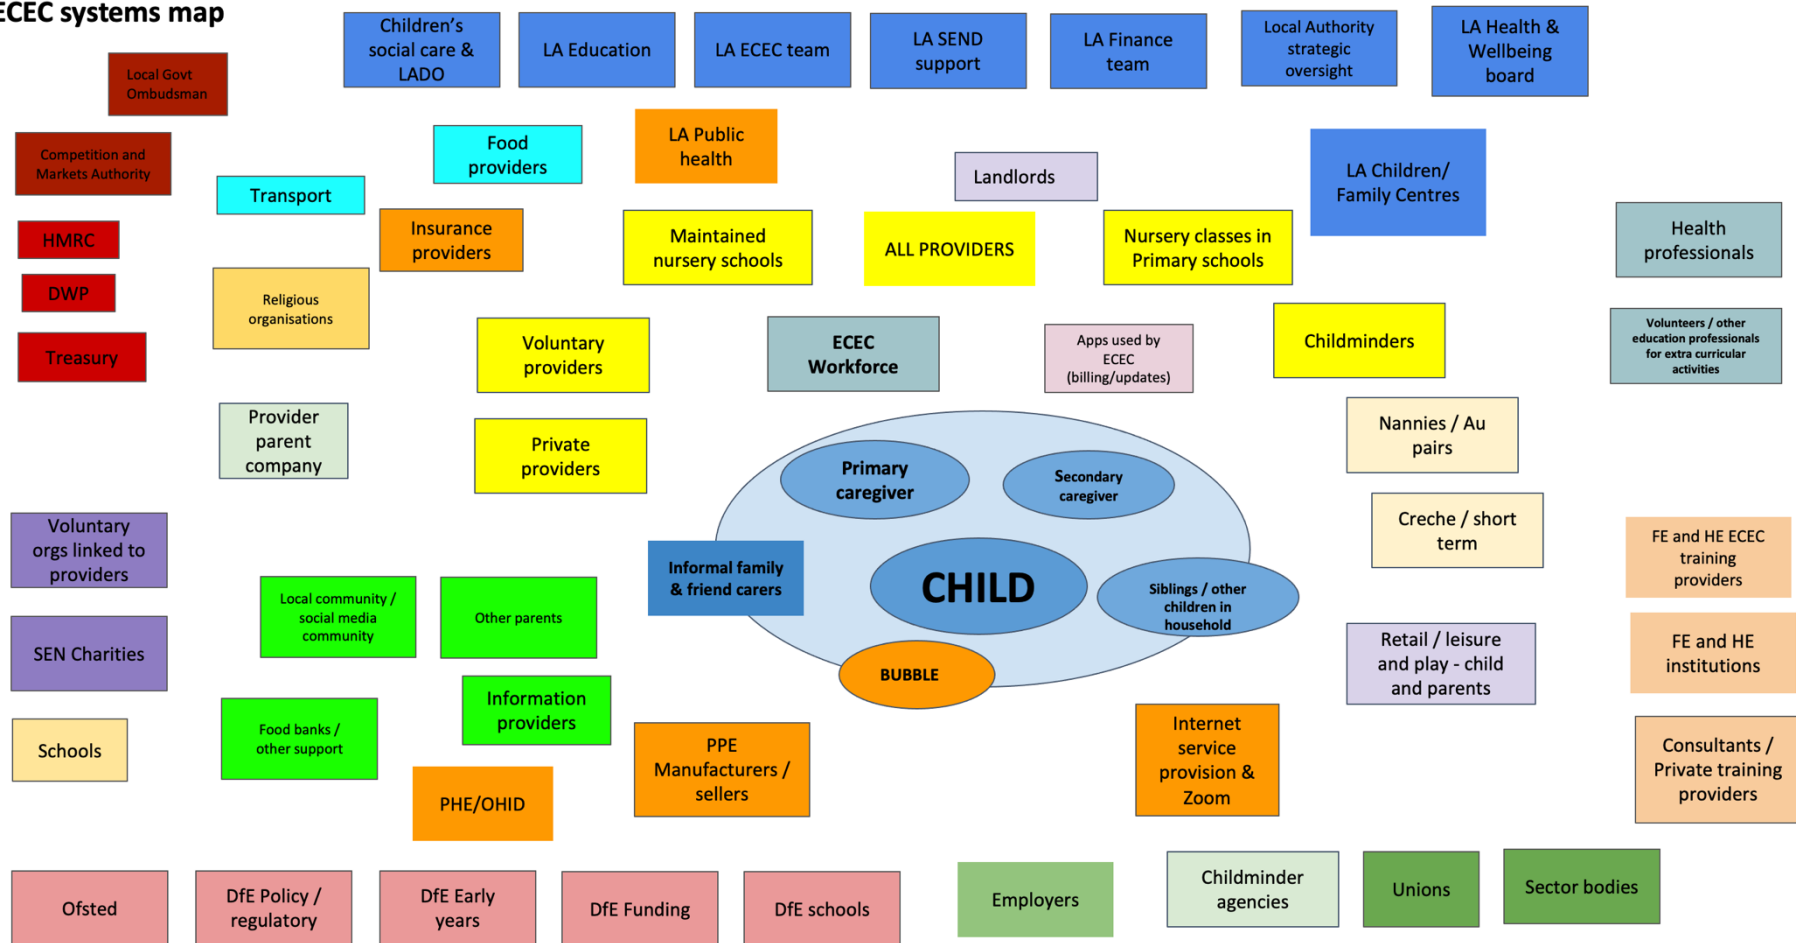 ECEC systems map
Children's
social care &
LADO
LA Education
LA ECEC team
LA SEND
support
LA Finance
team
Local Authority
strategic
oversight
LA Health &
Wellbeing
board
Local Govt
Ombudsman
Competition and
Markets Authority
Transport
Food
providers
LA Public
health
Landlords
LA Children/
Family Centres
HMRC
Insurance
providers
Maintained
nursery schools
ALL PROVIDERS
Nursery classes in
Primary schools
Health
professionals
DWP
Religious
organisations
Treasury
Voluntary
providers
ECEC
Workforce
Apps used by
ECEC
(billing/updates)
Childminders
Volunteers / other
education professionals
for extra curricular
activities
Provider
parent
company
Private
providers
Primary
caregiver
Secondary
caregiver
Nannies / Au
pairs
Voluntary
orgs linked to
providers
Informal family
& friend carers
CHILD
Siblings / other
children in
household
Creche / short
term
FE and HE ECEC
training
providers
Local community /
social media
community
Other parents
SEN Charities
BUBBLE
Retail / leisure
and play - child
and parents
FE and HE
institutions
Schools
Food banks /
other support
Information
providers
PPE
Manufacturers /
sellers
Internet
service
provision &
Zoom
Consultants /
Private training
providers
PHE/OHID
Ofsted
DfE Policy /
regulatory
DfE Early
years
DfE Funding
DfE schools
Employers
Childminder
agencies
Unions
Sector bodies